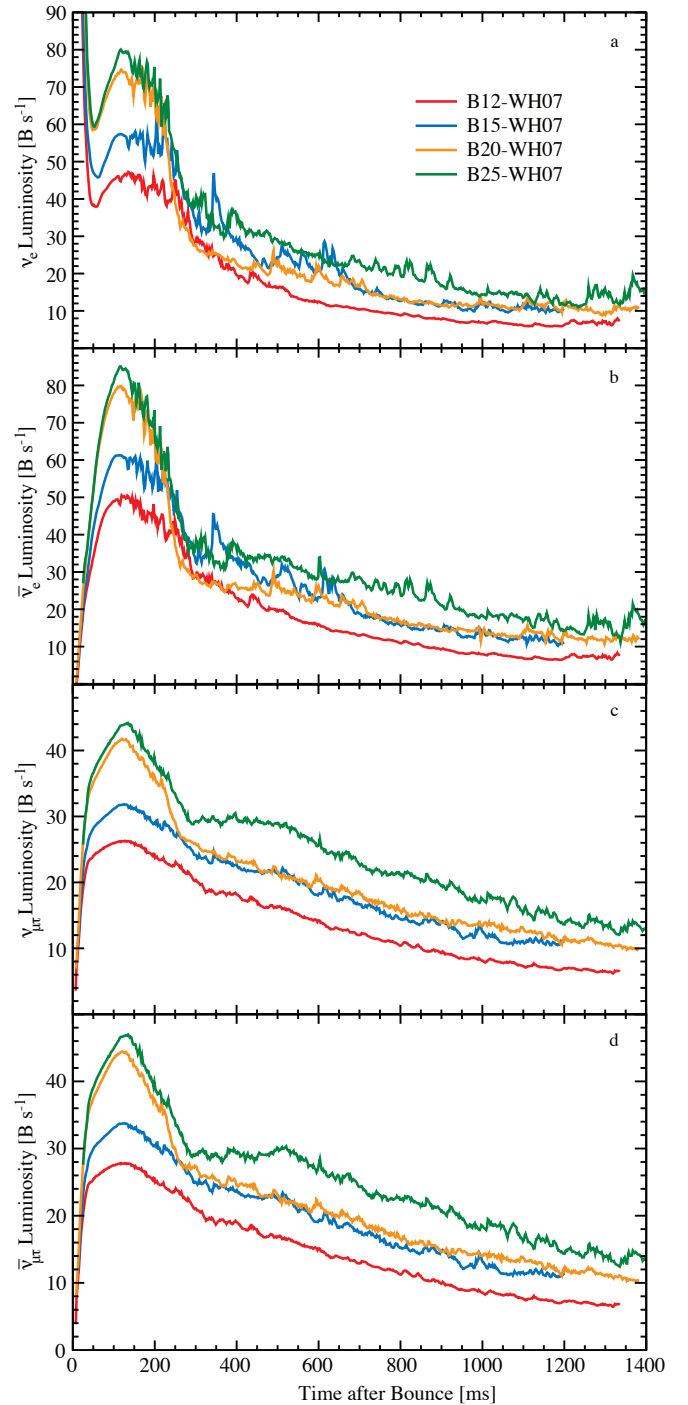 90
a
80
B12-WH07
70
B15-WH07
60
B20-WH07
50
B25-WH07
40
30
20
10
νe Luminosity [B s-1]
b
80
70
60
50
40
30
20
10
ν̄e Luminosity [B s-1]
c
40
30
20
10
νμτ Luminosity [B s-1]
d
40
30
20
10
0
ν̄μτ Luminosity [B s-1]
0 200 400 600 800 1000 1200 1400
Time after Bounce [ms]